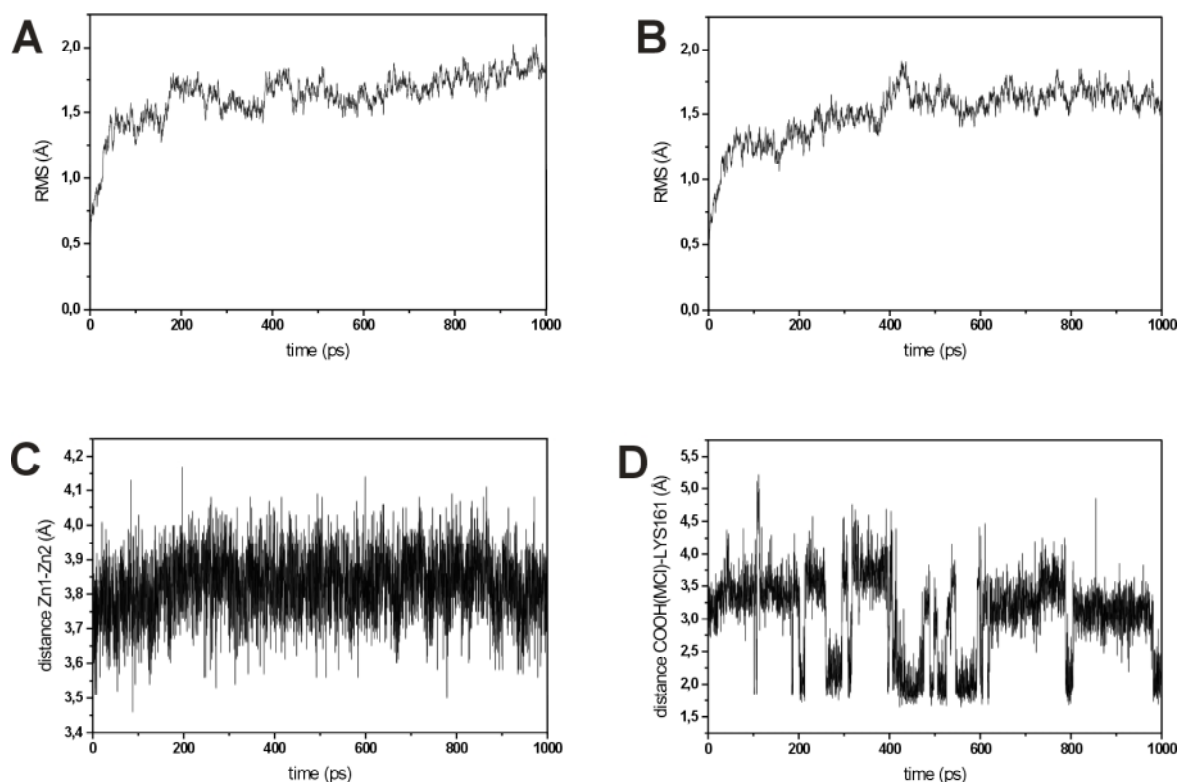 A
2,0
1,5
1,0
0,5
0,0
RMS (Å)
0 200 400 600 800 1000
time (ps)
B
2,0
1,5
1,0
0,5
0,0
RMS (Å)
0 200 400 600 800 1000
time (ps)
C
4,2
4,1
4,0
3,9
3,8
3,7
3,6
3,5
3,4
distance Zn1-Zn2 (Å)
0 200 400 600 800 1000
time (ps)
D
5,5
5,0
4,5
4,0
3,5
3,0
2,5
2,0
1,5
distance COOH(MCI)-LYS161 (Å)
0 200 400 600 800 1000
time (ps)